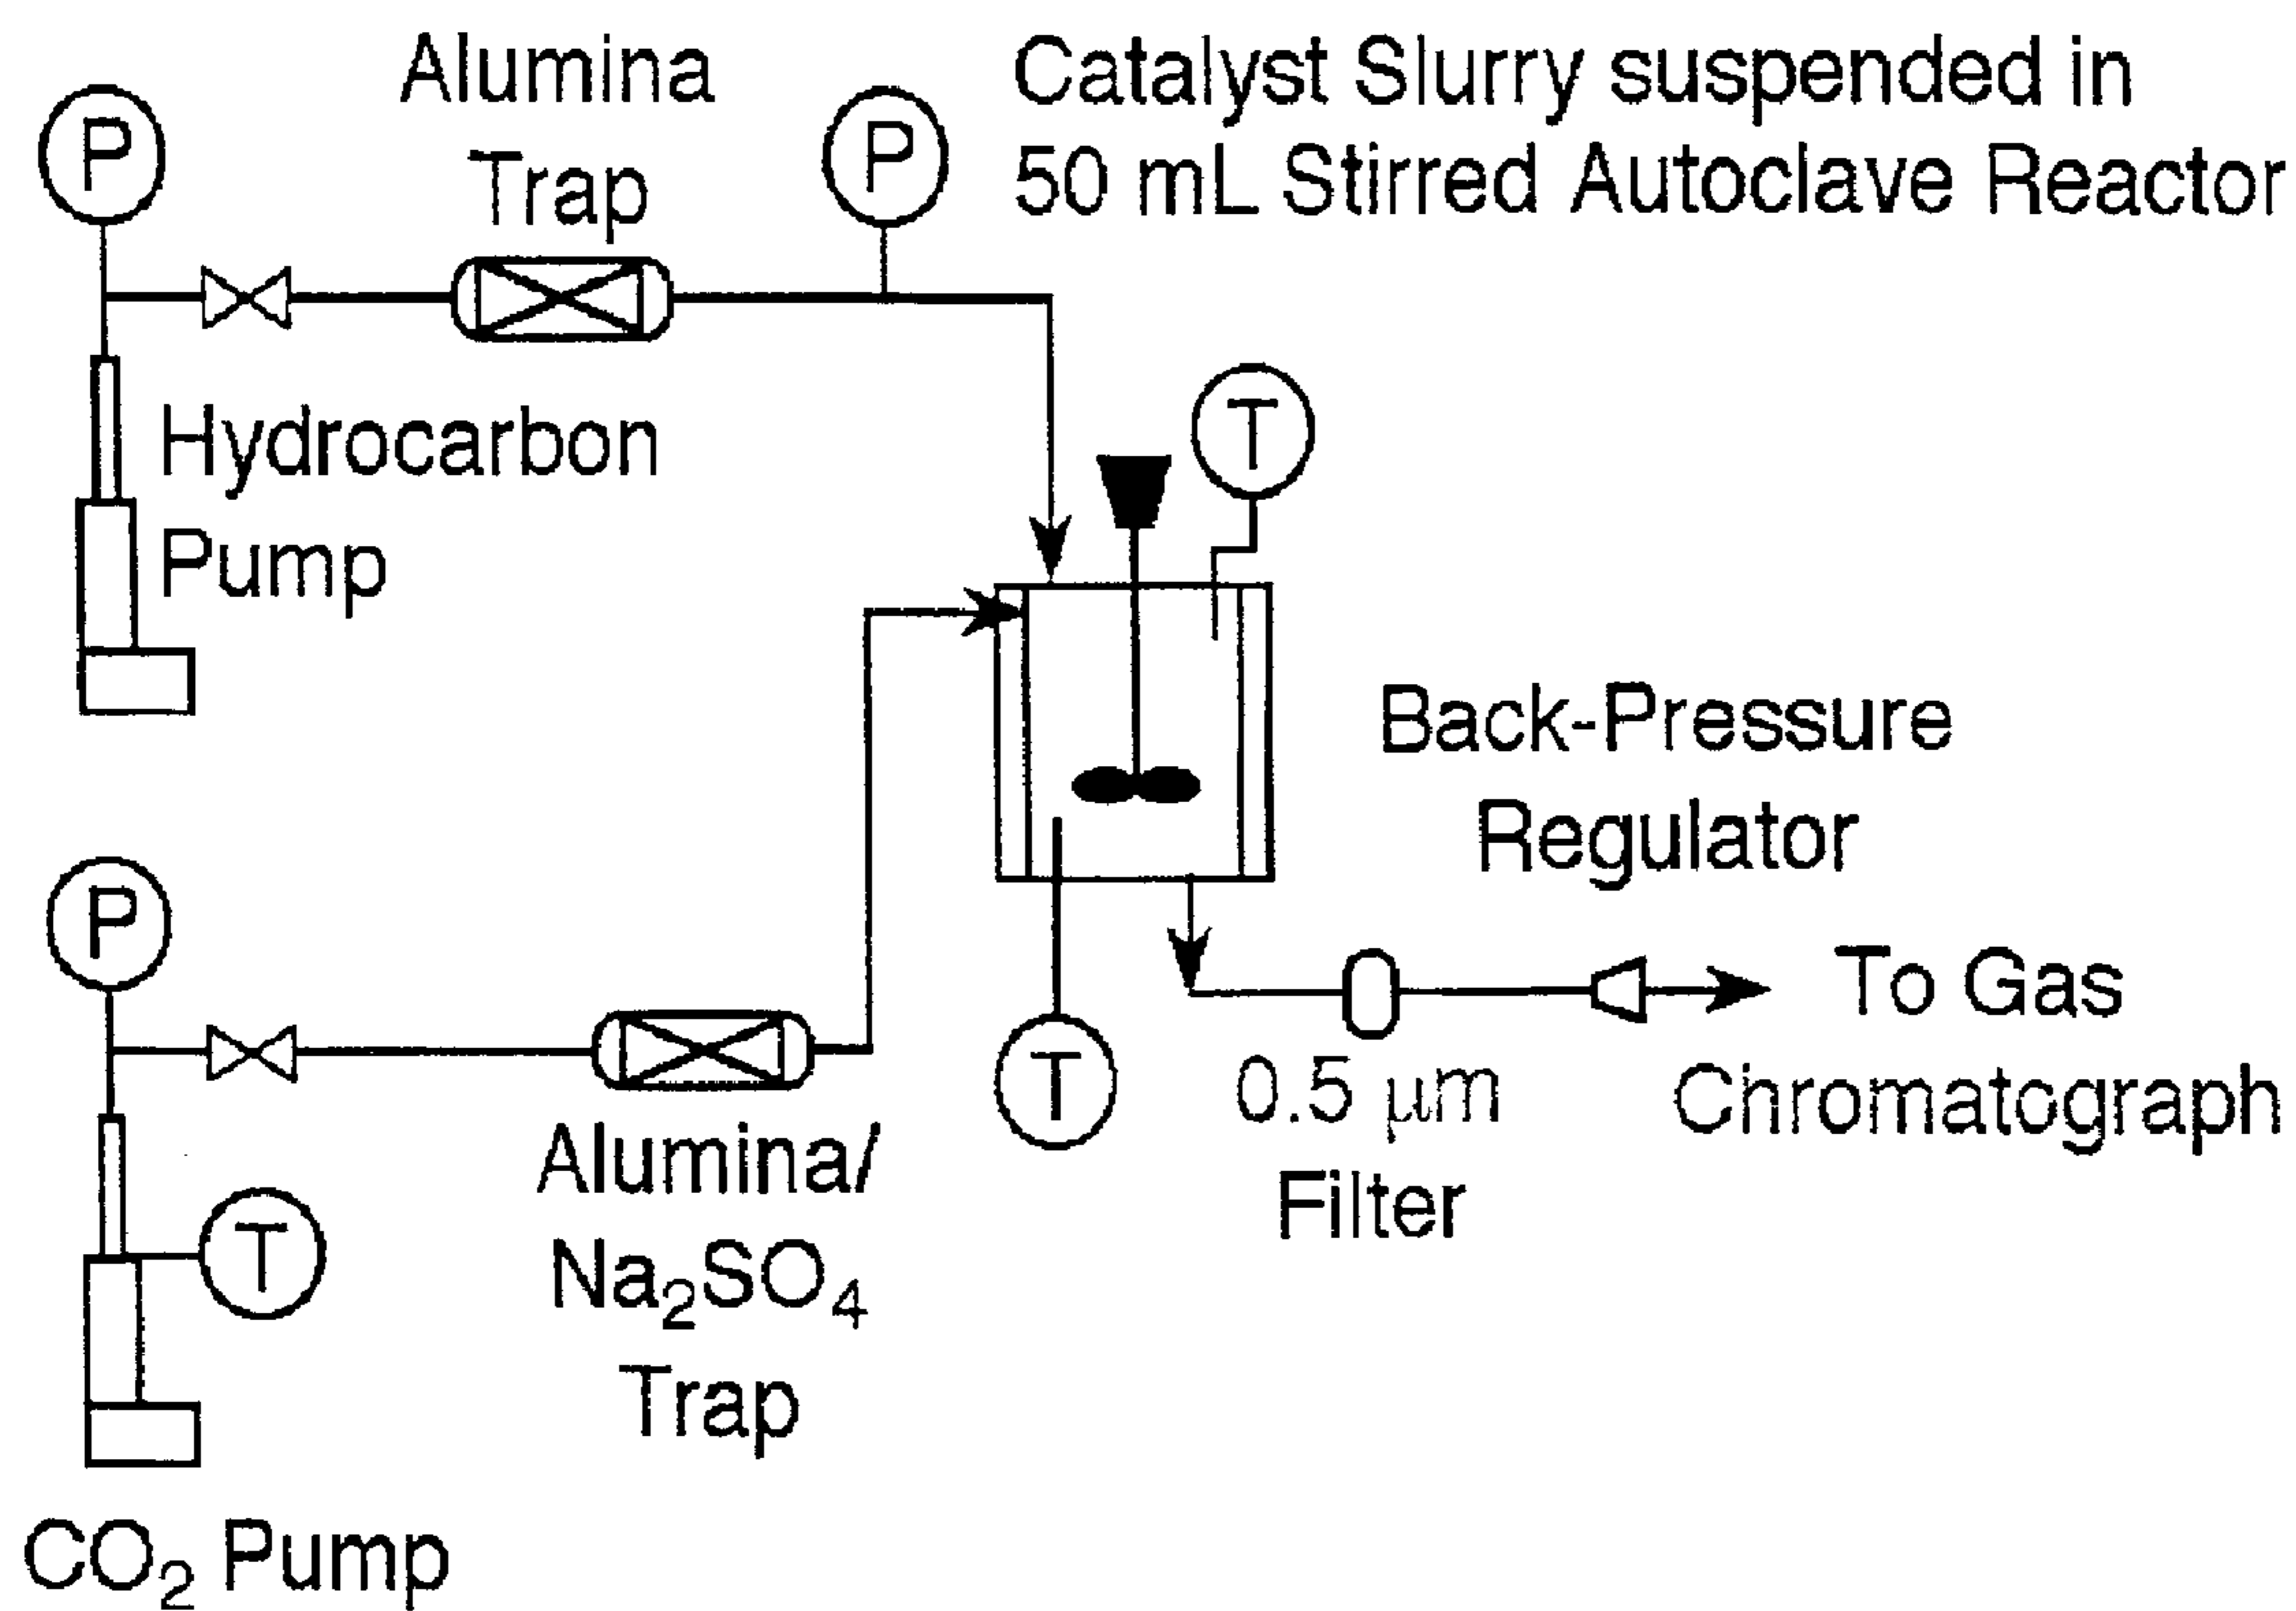 Alumina
Trap
Catalyst Slurry suspended in
50 mL Stirred Autoclave Reactor
P
P
Hydrocarbon
Pump
T
Back-Pressure
Regulator
P
To Gas
Chromatograph
T
0.5 μm
Filter
Alumina/
Na₂SO₄
Trap
T
CO₂ Pump